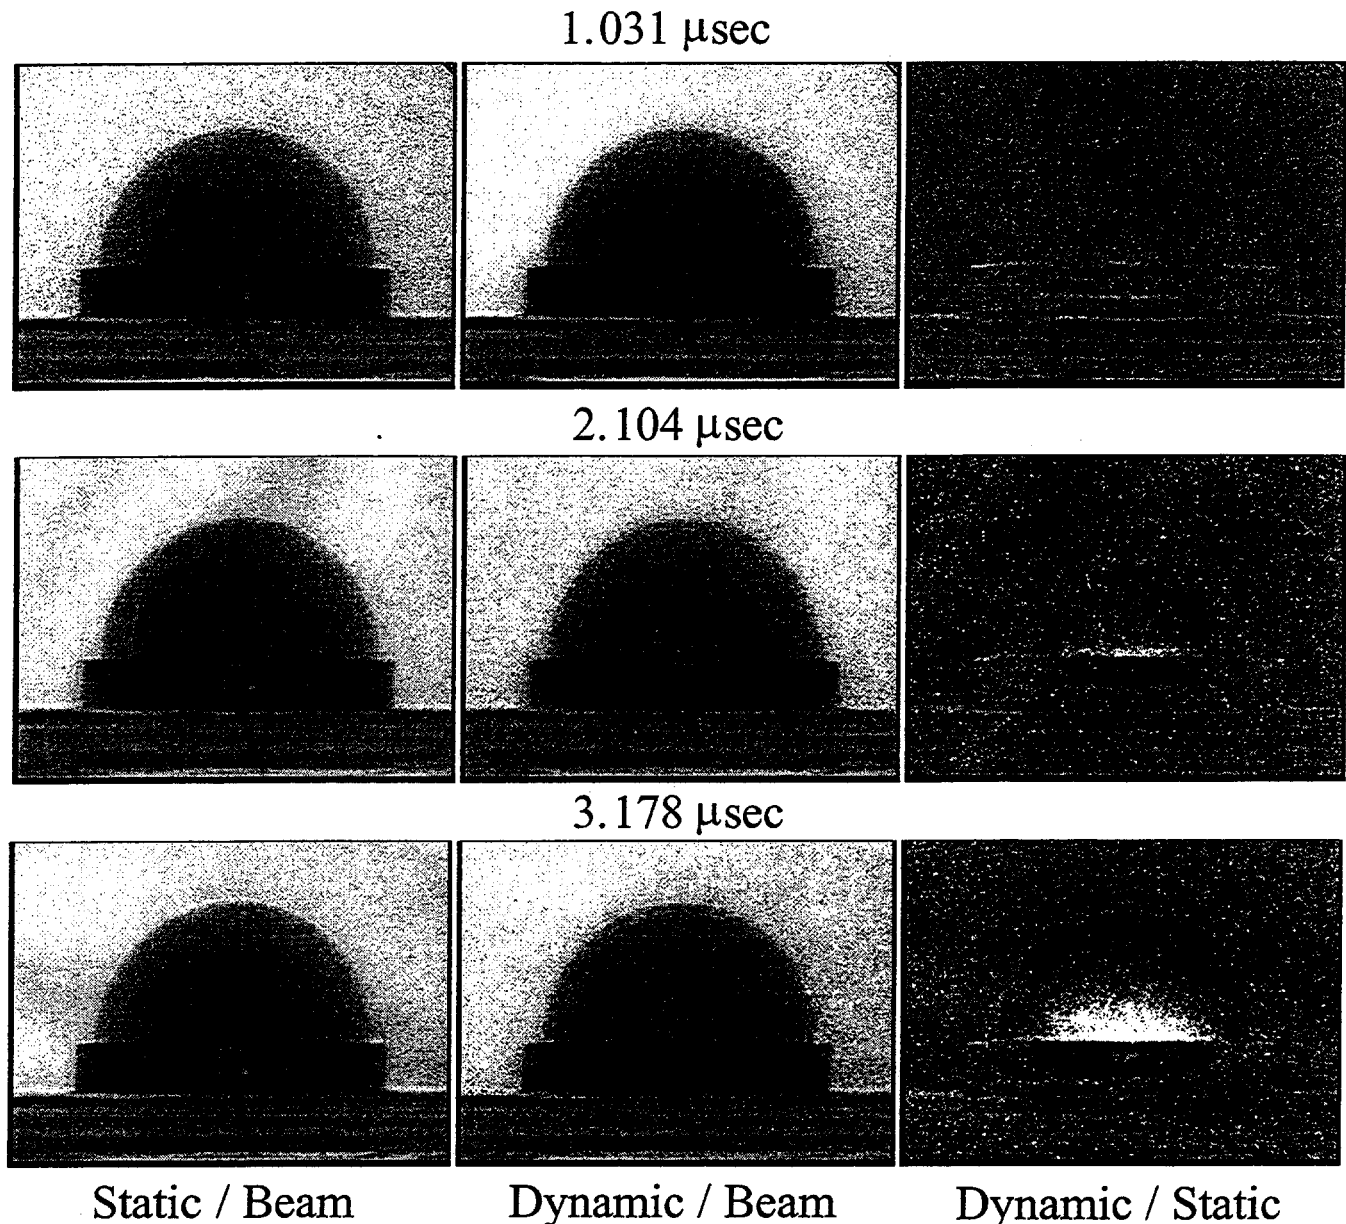 1.031 μsec
2.104 μsec
3.178 μsec
Static / Beam
Dynamic / Beam
Dynamic / Static